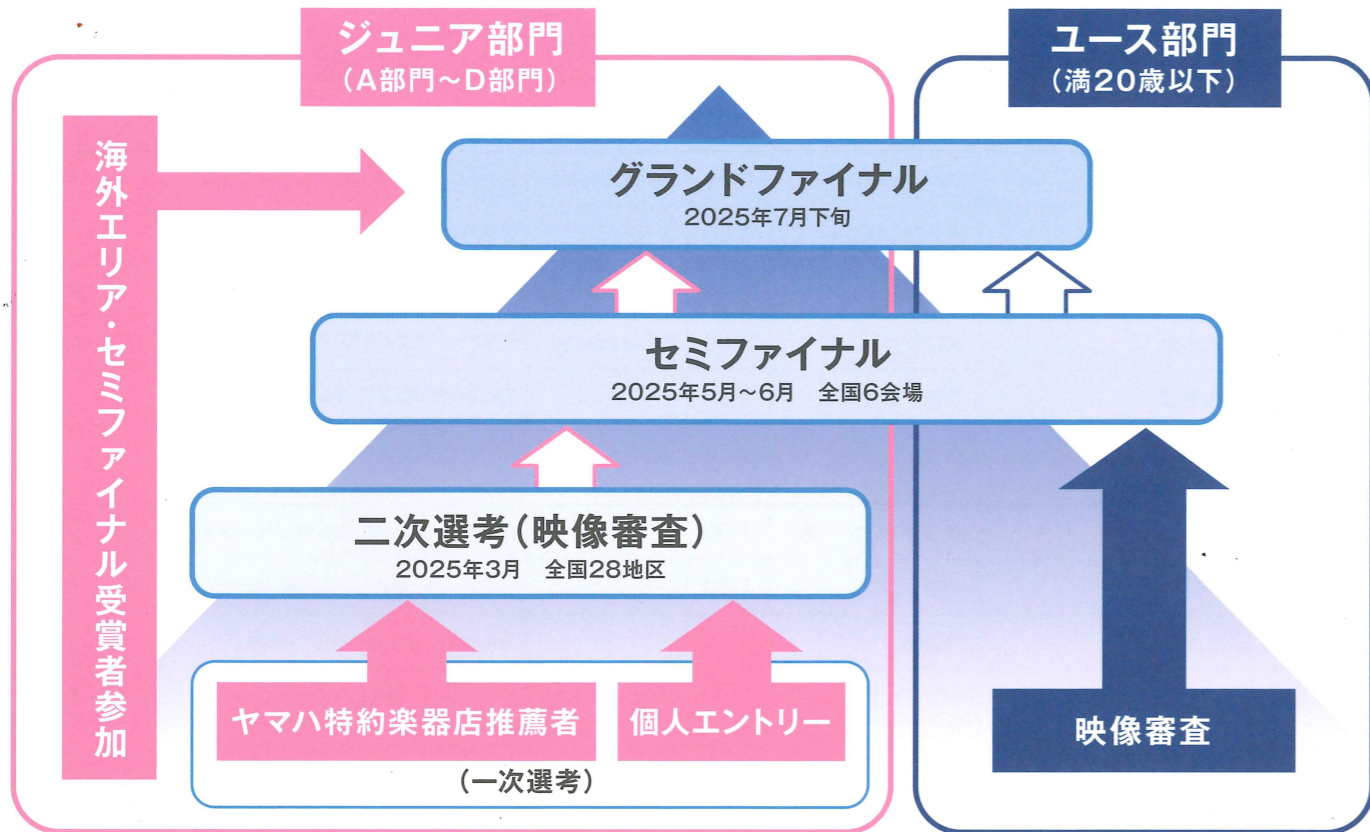 ジュニア部門
（A部門～D部門）
ユース部門
（満20歳以下）
海外エリア・セミファイナル受賞者参加
グランドファイナル
2025年7月下旬
セミファイナル
2025年5月～6月　全国6会場
二次選考（映像審査）
2025年3月　全国28地区
ヤマハ特約楽器店推薦者
個人エントリー
（一次選考）
映像審査